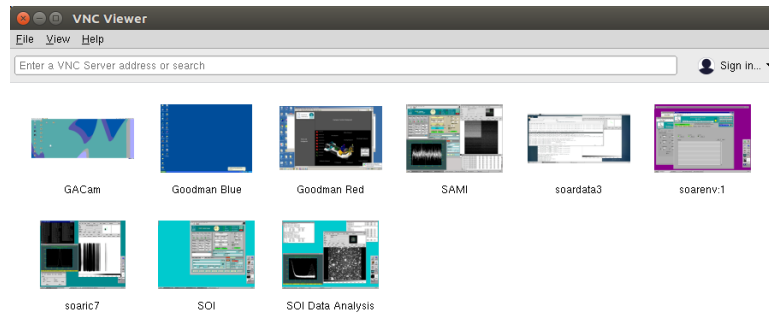 VNC Viewer
File View Help
Enter a VNC Server address or search
Sign in...
GACam Goodman Blue Goodman Red SAMI soardata3 soarenv:1
soaric7 SOI SOI Data Analysis